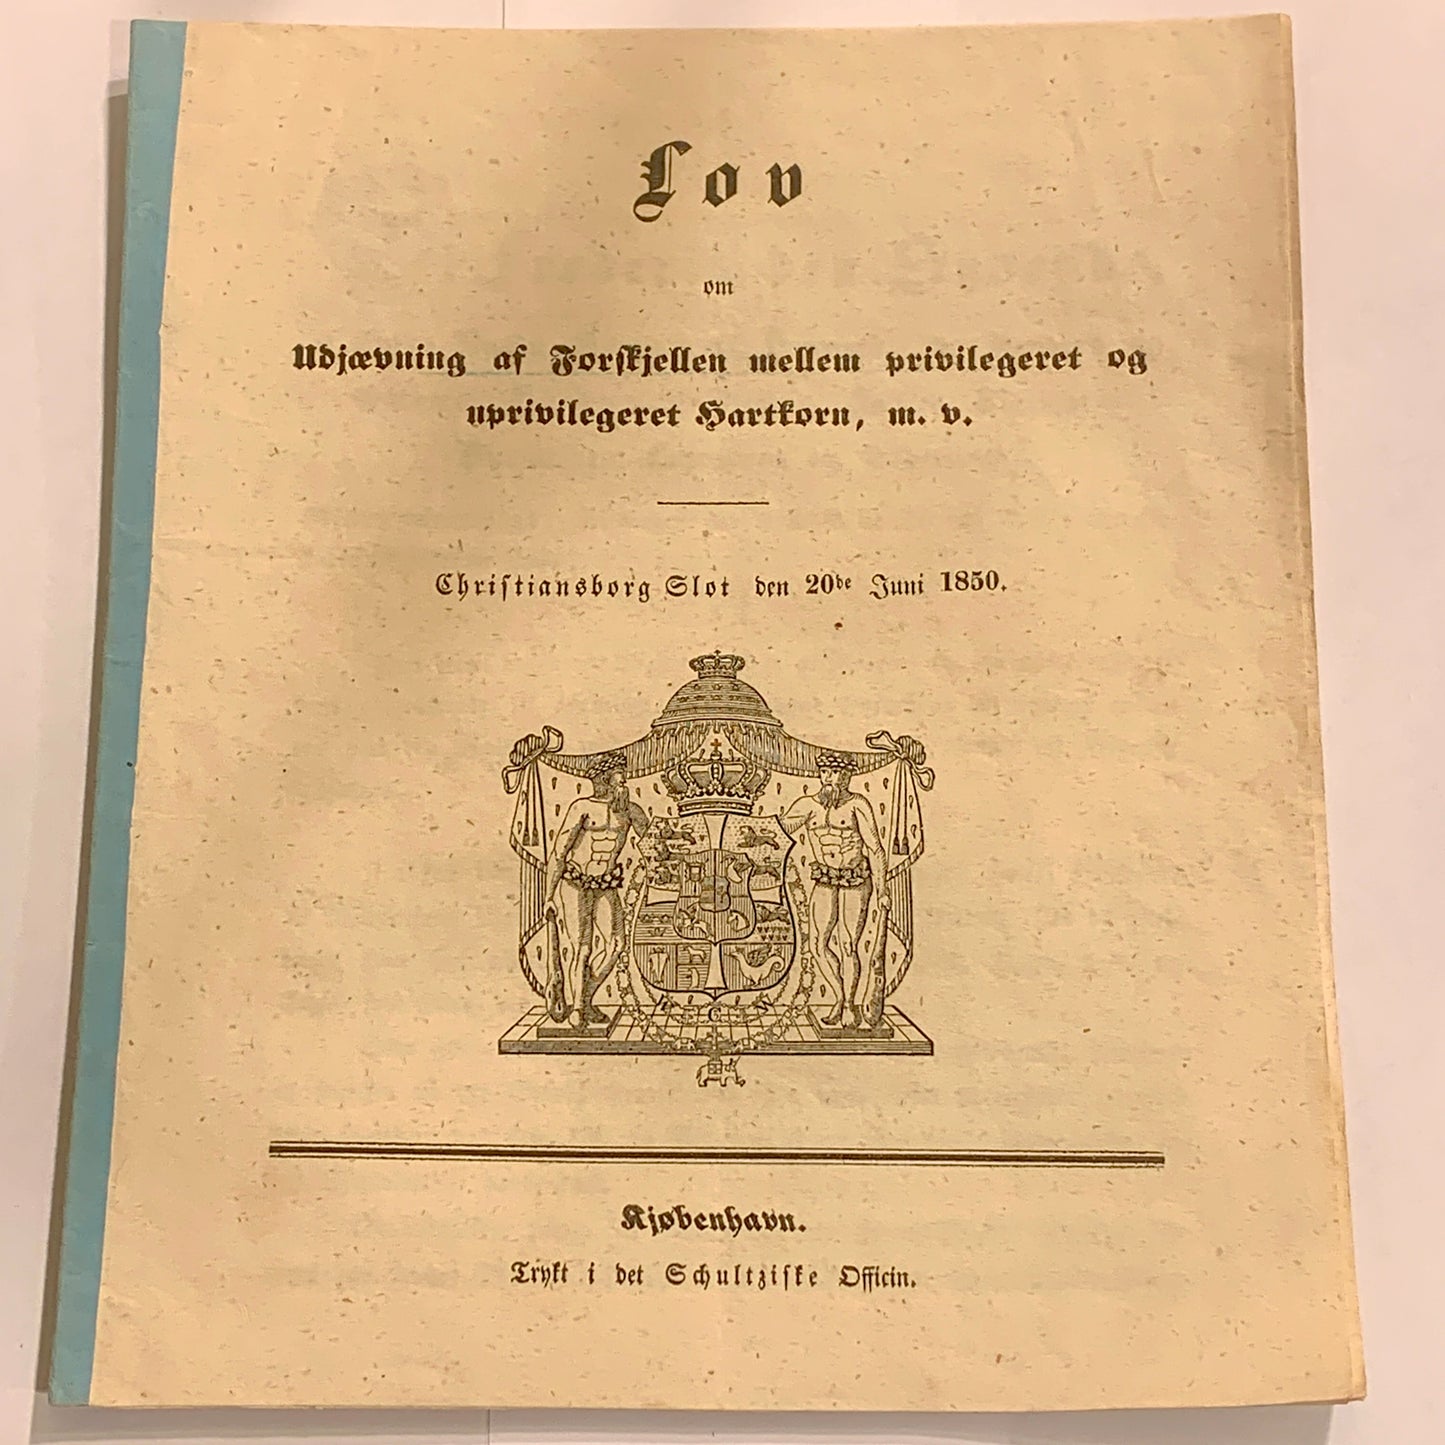 Lov
om
Udjævning af Forskjellen mellem privilegeret og
uprivilegeret Hartkorn, m. v.
Christiansborg Slot den 20de Juni 1850.
Kjøbenhavn.
Trykt i det Schultziske Officin.